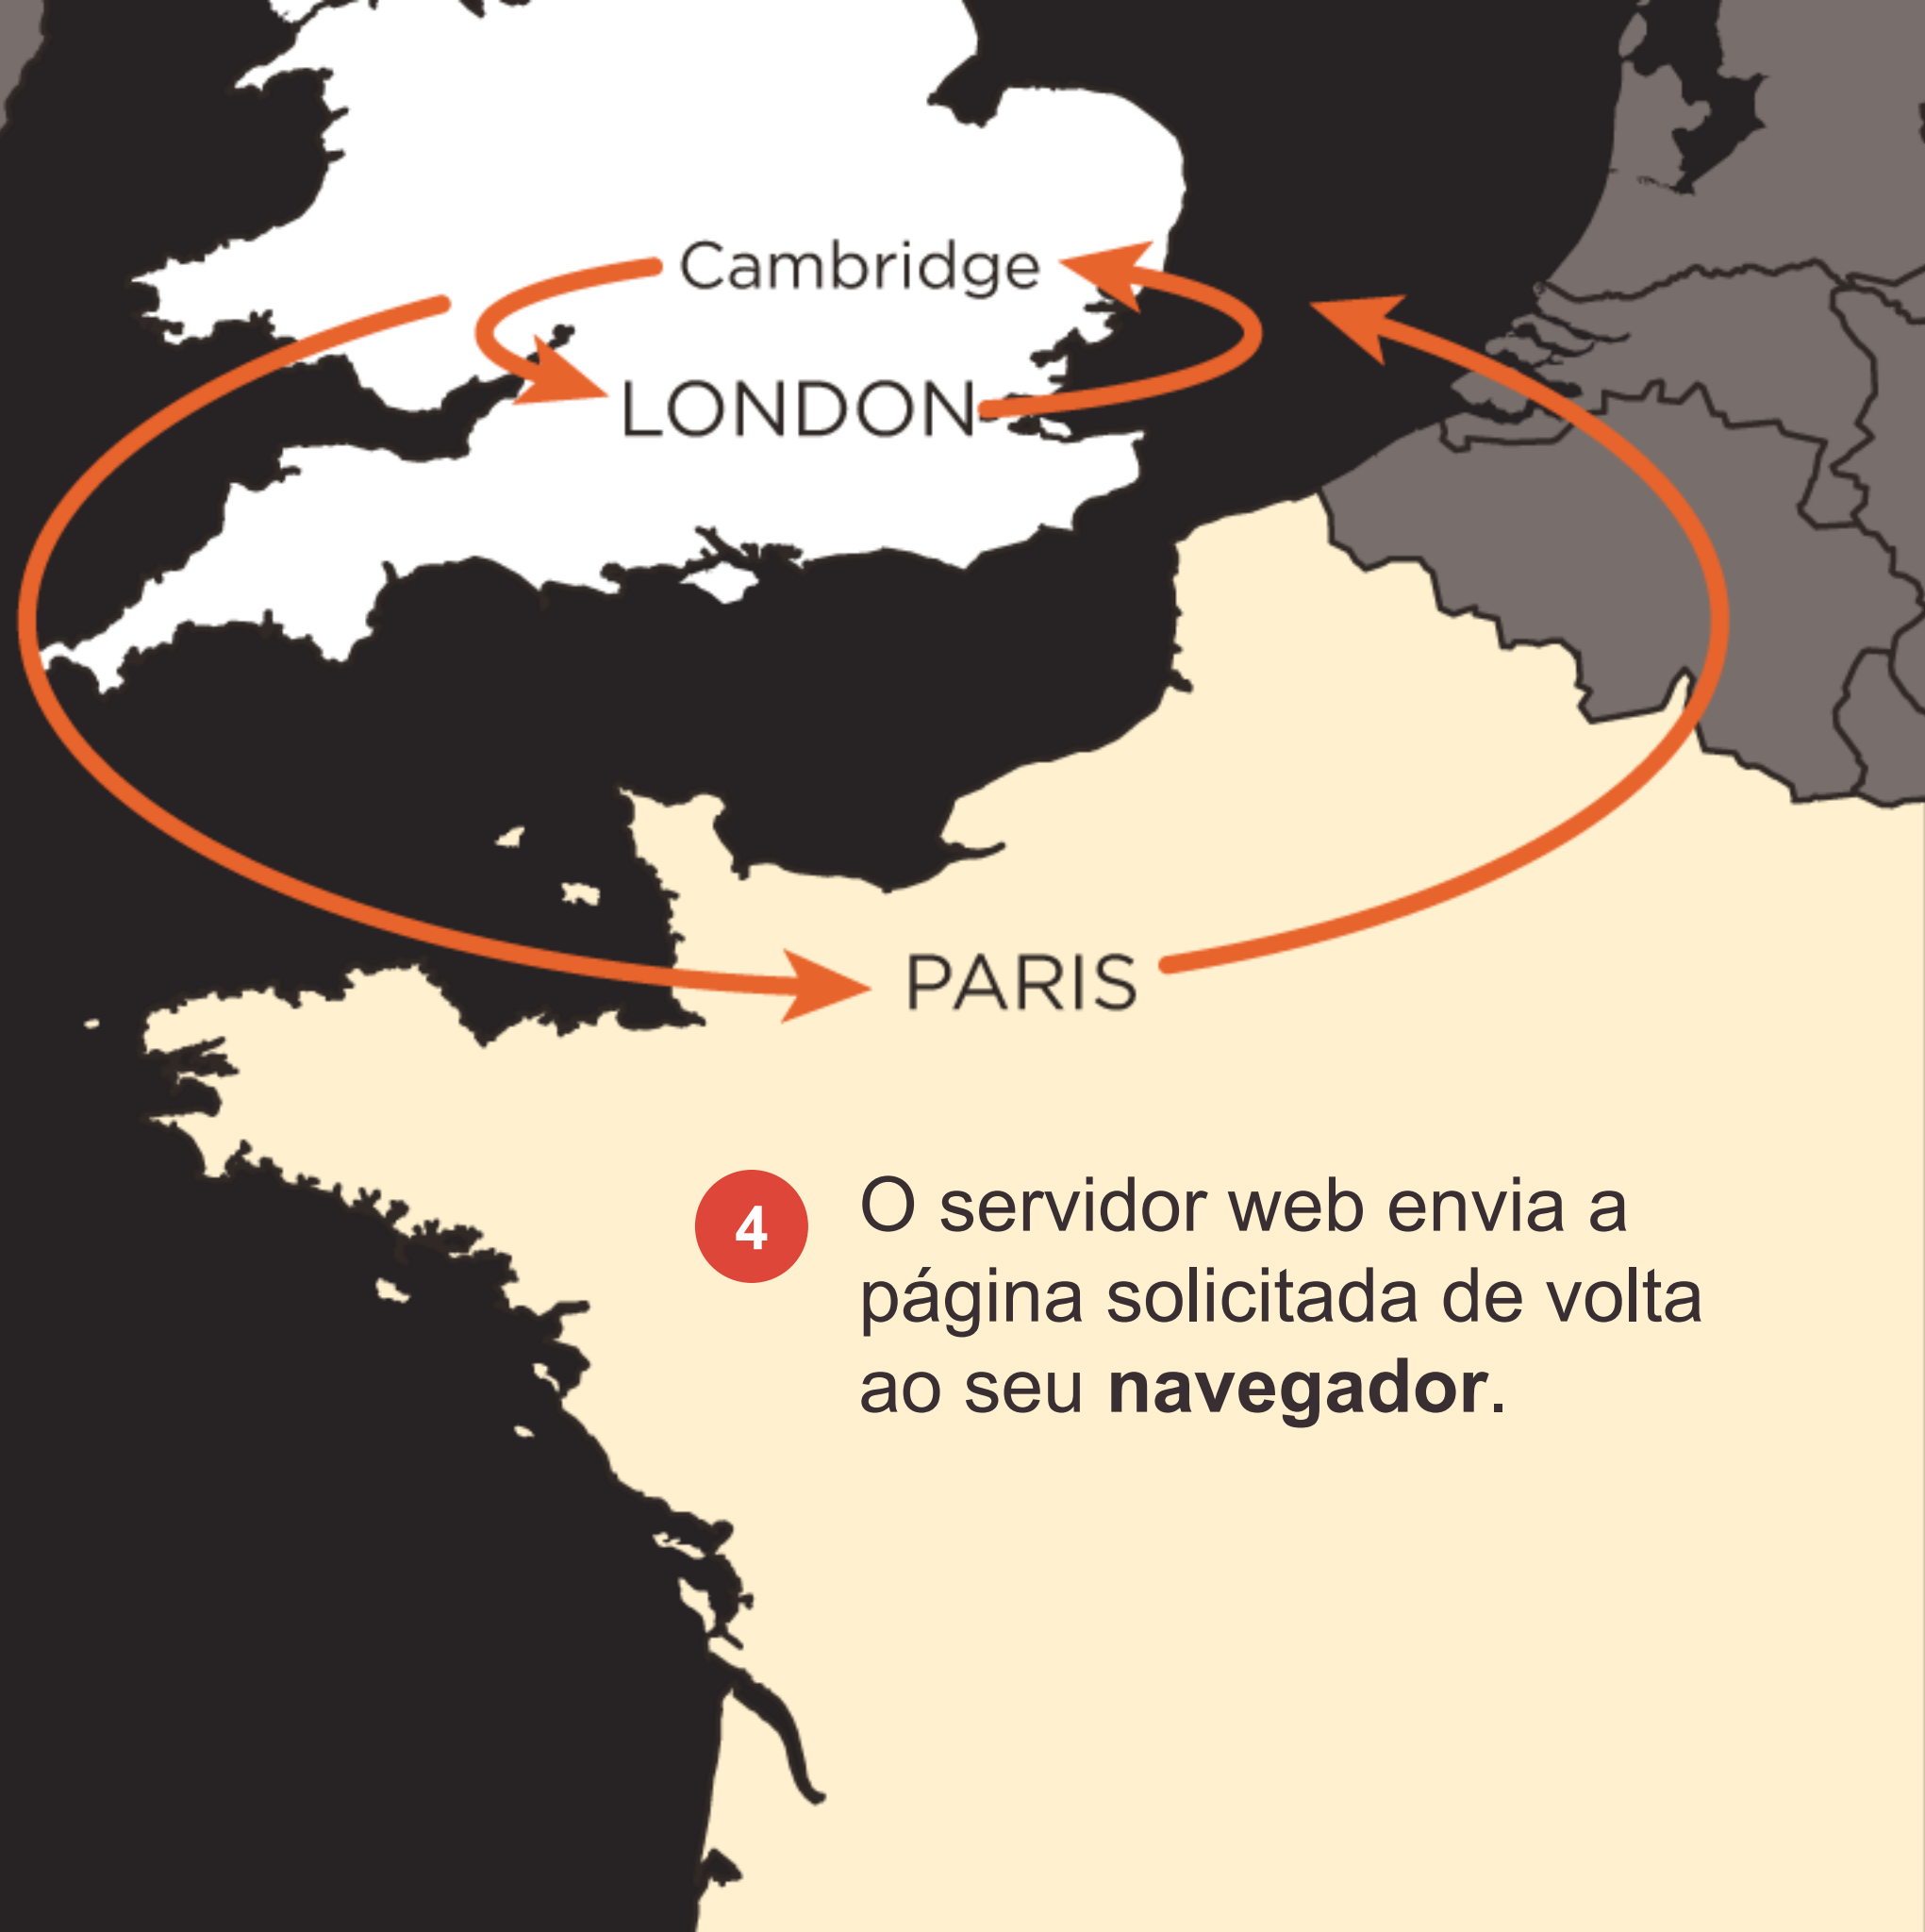 Cambridge
LONDON
PARIS
4
O servidor web envia a
página solicitada de volta
ao seu navegador.